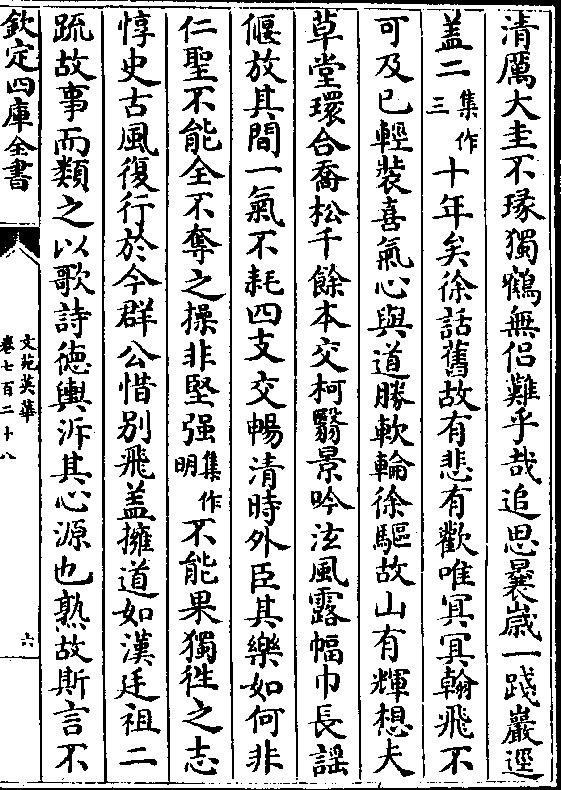 清厲大圭不瑑獨鶴無侣難乎哉追思曩嵗一踐巖逕
盖二集作三十年矣徐話舊故有悲有歡唯冥冥翰飛不
可及已輕裝喜氣心與道勝軟輪徐驅故山有輝想夫
草堂環合喬松千餘本交柯翳景吟泫風露幅巾長謡
偃放其間一氣不耗四支交暢清時外臣其樂如何非
仁聖不能全不奪之操非堅强集作明不能果獨徃之志
惇史古風復行於今群公惜别飛盖擁道如漢廷祖二
疏故事而類之以歌詩徳輿泝其心源也熟故斯言不
欽定四庫全書
文苑英華
卷七百二十八
六